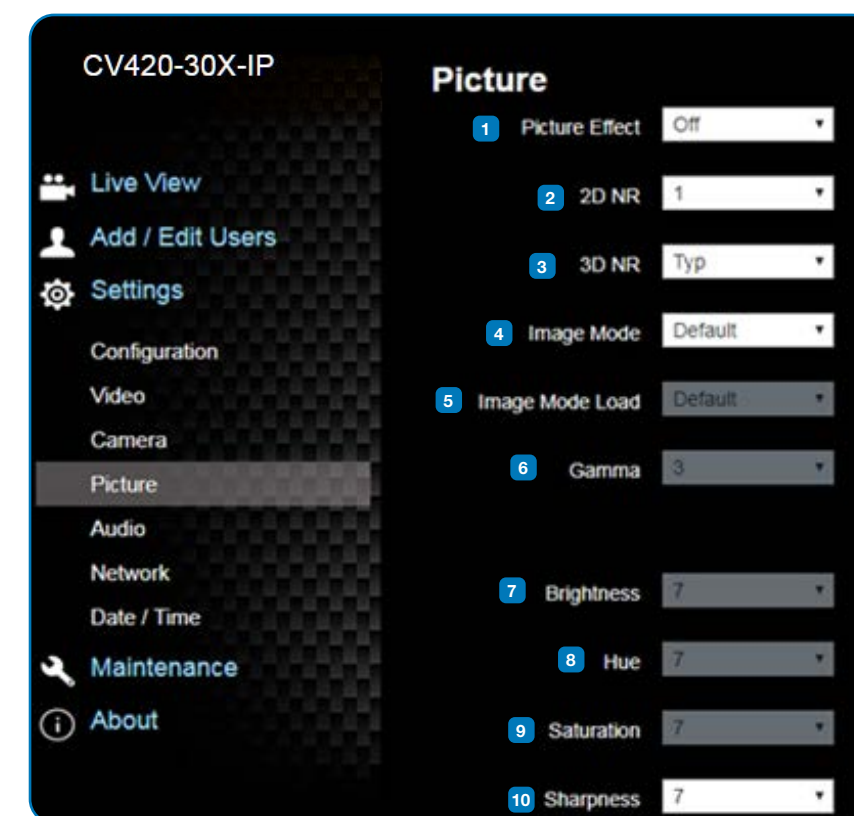 CV420-30X-IP
Live View
Add / Edit Users
Settings
Configuration
Video
Camera
Picture
Audio
Network
Date / Time
Maintenance
About
Picture
1 Picture Effect Off
2 2D NR 1
3 3D NR Typ
4 Image Mode Default
5 Image Mode Load Default
6 Gamma 3
7 Brightness 7
8 Hue 7
9 Saturation 7
10 Sharpness 7